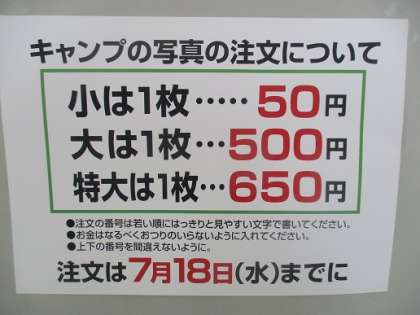 キャンプの写真の注文について
小は1枚‥‥‥50円
大は1枚…500円
特大は1枚…650円
●注文の番号は若い順にはっきりと見やすい文字で書いてください。
●お金はなるべくおつりのいらないように入れてください。
●上下の番号を間違えないように。
注文は7月18日(水)までに